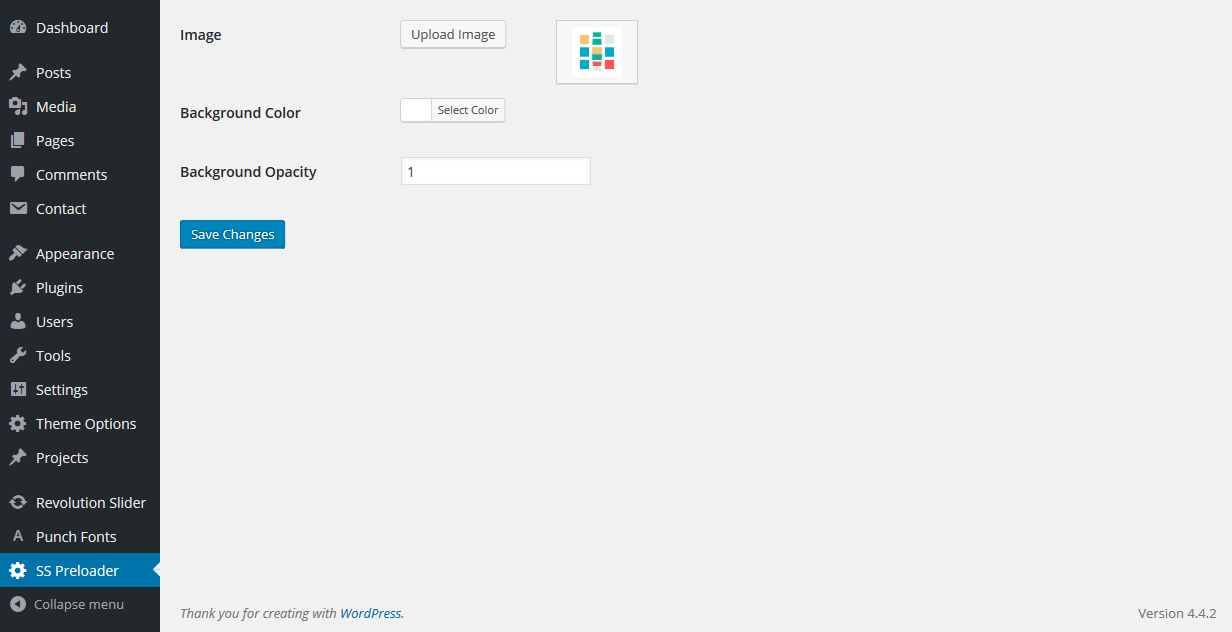 Dashboard
Posts
Media
Pages
Comments
Contact
Appearance
Plugins
Users
Tools
Settings
Theme Options
Projects
Revolution Slider
A Punch Fonts
SS Preloader
Collapse menu
Image
Upload Image
Background Color
Select Color
Background Opacity
1
Save Changes
Thank you for creating with WordPress.
Version 4.4.2